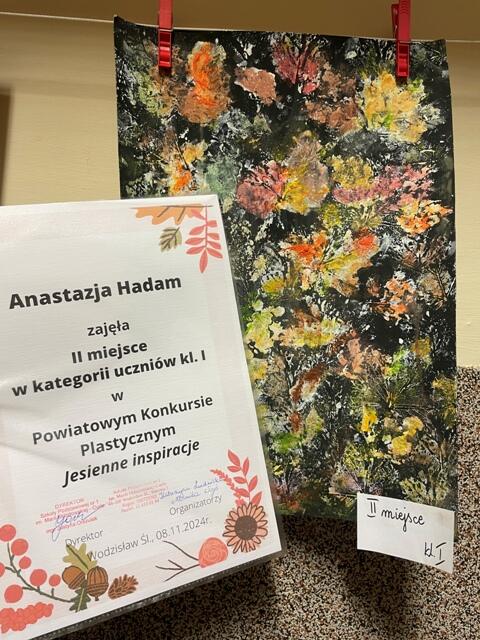 Anastazja Hadam
zajęła
II miejsce
w kategorii uczniów kl. I
w
Powiatowym Konkursie
Plastycznym
Jesienne inspiracje
DYREKTOR
Dyrektor
Organizatorzy
Wodzisław Śl., 08.11.2024r.
II miejsce
kl. I